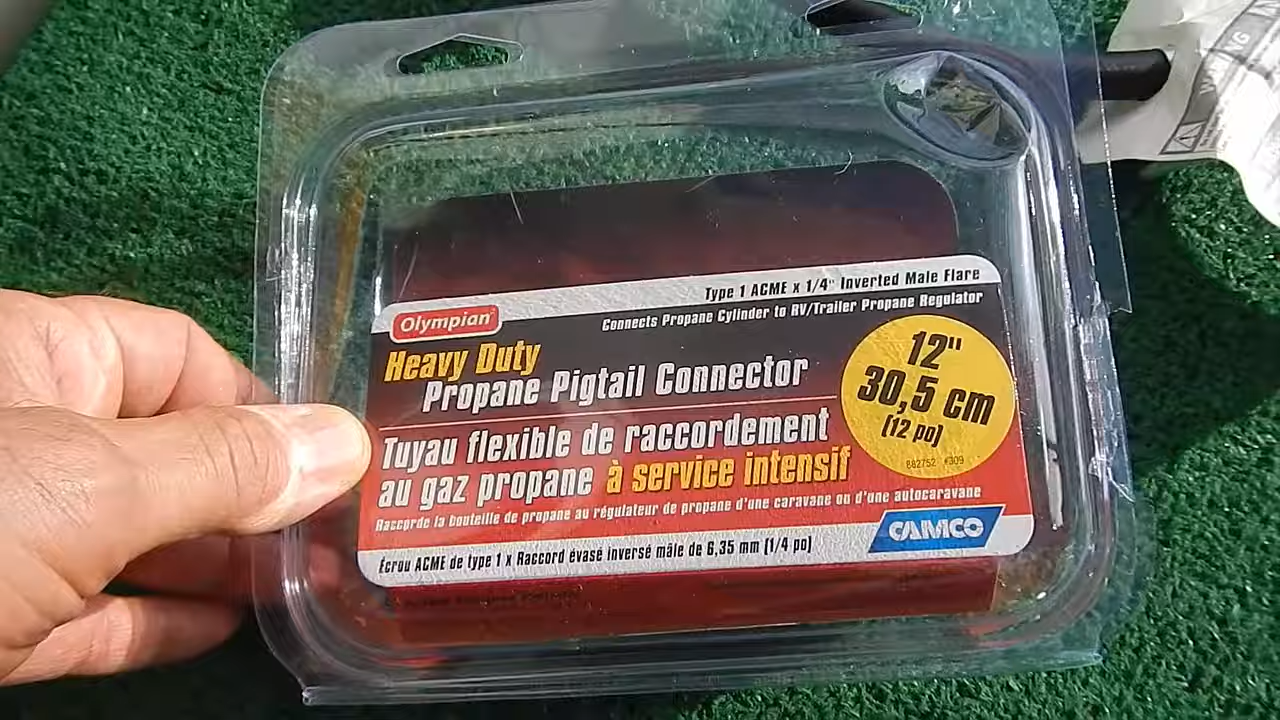 Type 1 ACME x 1/4" Inverted Male Flare
Olympian
Connects Propane Cylinder to RV/Trailer Propane Regulator
Heavy Duty
Propane Pigtail Connector
12"
30,5 cm
(12 po)
Tuyau flexible de raccordement
au gaz propane à service intensif
Raccorde la bouteille de propane au régulateur de propane d'une caravane ou d'une autocaravane
CAMCO
Écrou ACME de type 1 x Raccord évasé inversé mâle de 6,35 mm (1/4 po)
WARNING